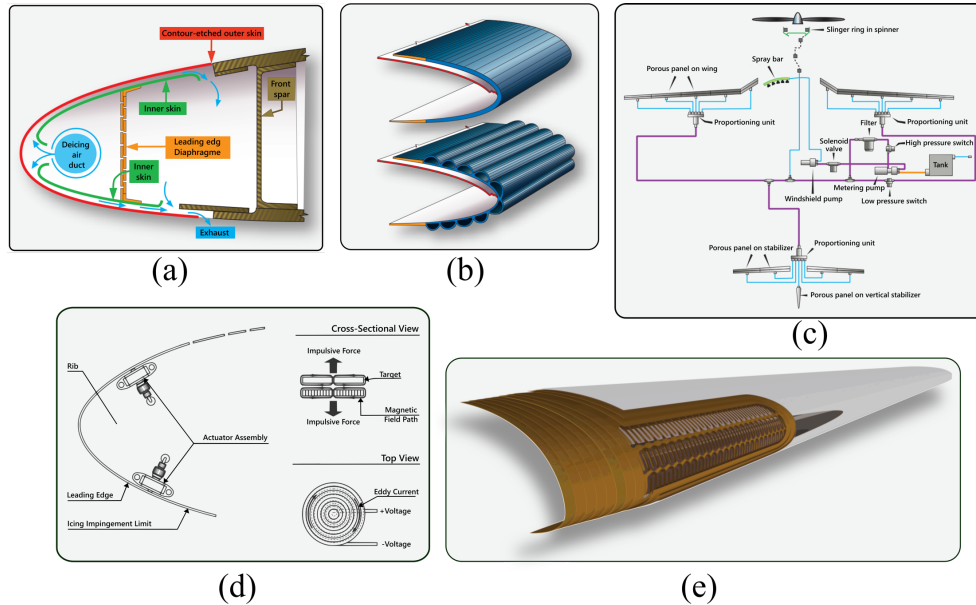 Contour-etched outer skin
Inner skin
Front
spar
Deicing
air
duct
Leading edg
Diaphragme
Inner
skin
Exhaust
(a)
(b)
Slinger ring in spinner
Spray bar
Porous panel on wing
Porous panel on wing
Proportioning unit
Proportioning unit
Filter
High pressure switch
Solenoid
valve
Tank
Metering pump
Windshield pump
Low pressure switch
Proportioning unit
Porous panel on stabilizer
Porous panel on vertical stabilizer
(c)
Rib
Actuator Assembly
Leading Edge
Icing Impingement Limit
Cross-Sectional View
Impulsive Force
Target
Magnetic
Field Path
Impulsive Force
Top View
Eddy Current
+Voltage
-Voltage
(d)
(e)